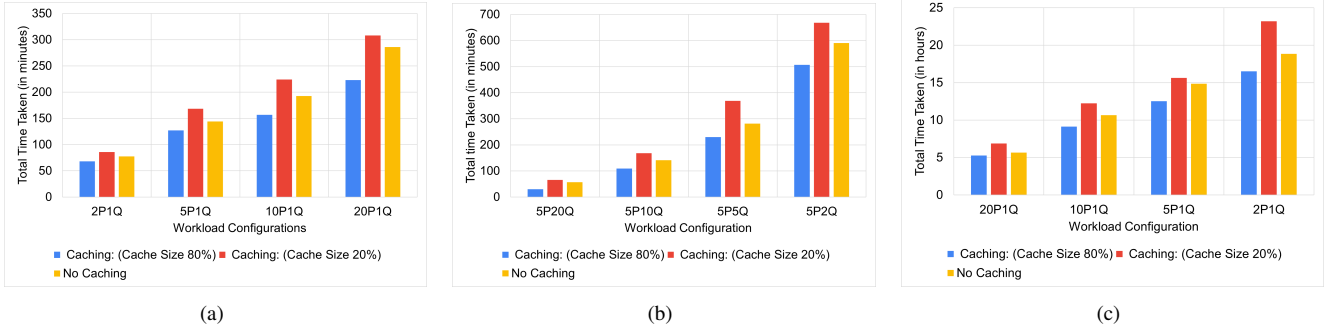 350
300
250
200
150
100
50
0
Total Time Taken (in minutes)
2P1Q 5P1Q 10P1Q 20P1Q
Workload Configurations
Caching: (Cache Size 80%) Caching: (Cache Size 20%)
No Caching
(a)
700
600
500
400
300
200
100
0
Total time Taken (in minutes)
5P20Q 5P10Q 5P5Q 5P2Q
Workload Configuration
Caching: (Cache Size 80%) Caching: (Cache Size 20%)
No Caching
(b)
25
20
15
10
5
0
Total Time Taken (in hours)
20P1Q 10P1Q 5P1Q 2P1Q
Workload Configuration
Caching: (Cache Size 80%) Caching: (Cache Size 20%)
No Caching
(c)